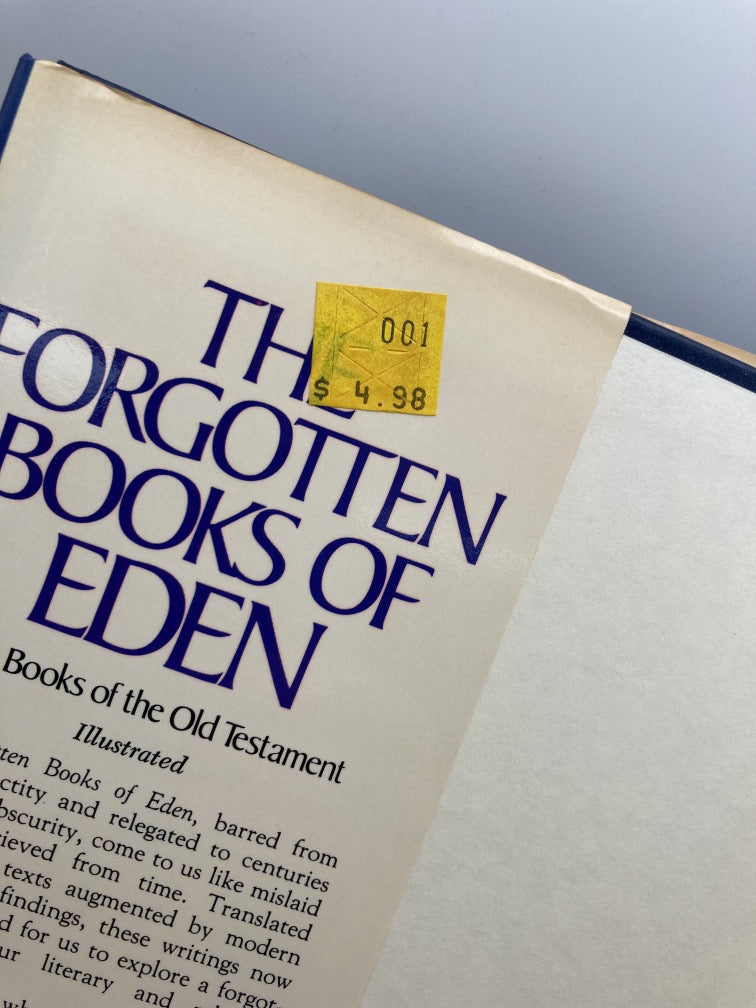 001
$ 4.98
THE
FORGOTTEN
BOOKS OF
EDEN
Books of the Old Testament
Illustrated
tten Books of Eden, barred from
ctity and relegated to centuries
bscurity, come to us like mislaid
rieved from time. Translated
texts augmented by modern
findings, these writings now
d for us to explore a forgot-
ur literary and